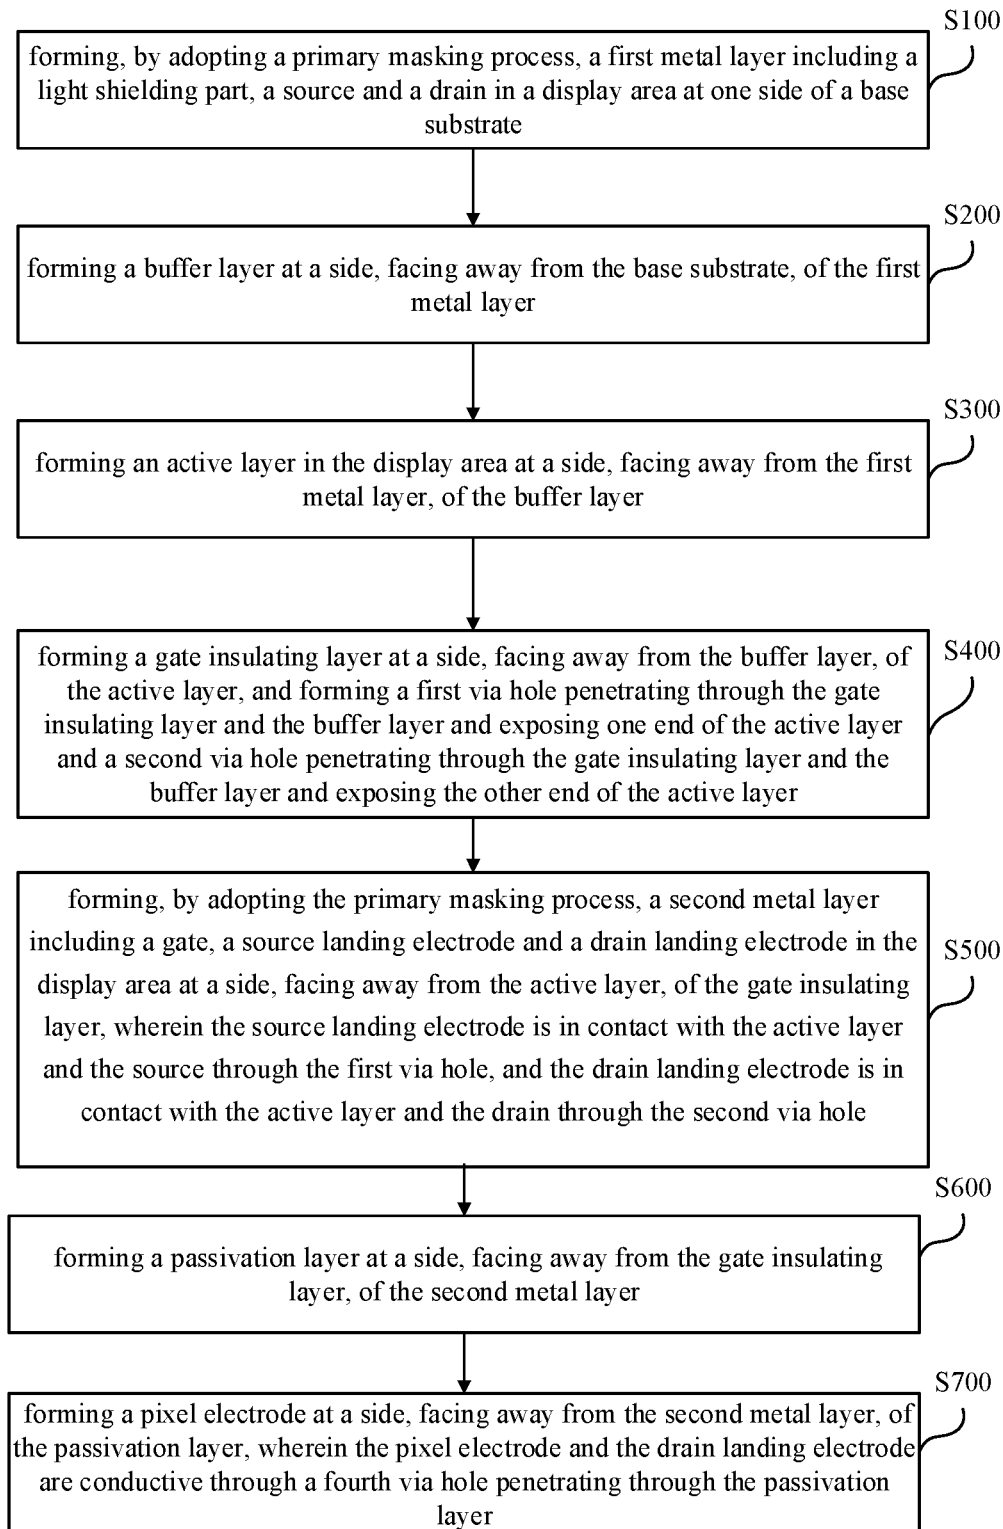 S100
forming, by adopting a primary masking process, a first metal layer including a
light shielding part, a source and a drain in a display area at one side of a base
substrate
S200
forming a buffer layer at a side, facing away from the base substrate, of the first
metal layer
S300
forming an active layer in the display area at a side, facing away from the first
metal layer, of the buffer layer
S400
forming a gate insulating layer at a side, facing away from the buffer layer, of
the active layer, and forming a first via hole penetrating through the gate
insulating layer and the buffer layer and exposing one end of the active layer
and a second via hole penetrating through the gate insulating layer and the
buffer layer and exposing the other end of the active layer
S500
forming, by adopting the primary masking process, a second metal layer
including a gate, a source landing electrode and a drain landing electrode in the
display area at a side, facing away from the active layer, of the gate insulating
layer, wherein the source landing electrode is in contact with the active layer
and the source through the first via hole, and the drain landing electrode is in
contact with the active layer and the drain through the second via hole
S600
forming a passivation layer at a side, facing away from the gate insulating
layer, of the second metal layer
S700
forming a pixel electrode at a side, facing away from the second metal layer, of
the passivation layer, wherein the pixel electrode and the drain landing electrode
are conductive through a fourth via hole penetrating through the passivation
layer